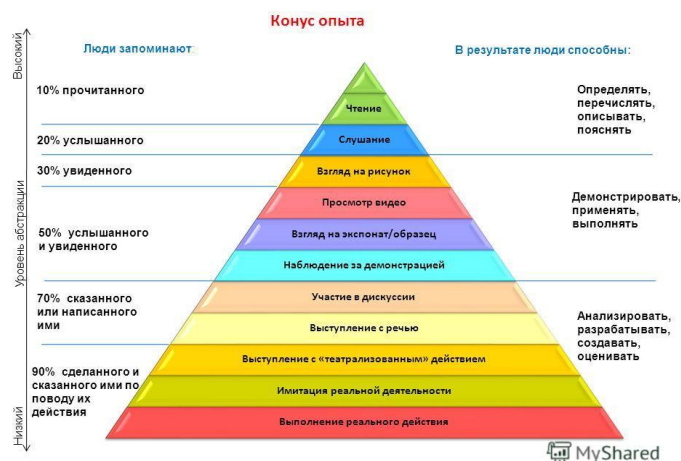 Конус опыта
Высокий
Уровень абстракции
Низкий
Люди запоминают:
В результате люди способны:
10% прочитанного
20% услышанного
30% увиденного
50% услышанного
и увиденного
70% сказанного
или написанного
ими
90% сделанного и
сказанного ими по
поводу их
действия
Чтение
Слушание
Взгляд на рисунок
Просмотр видео
Взгляд на экспонат/образец
Наблюдение за демонстрацией
Участие в дискуссии
Выступление с речью
Выступление с «театрализованным» действием
Имитация реальной деятельности
Выполнение реального действия
Определять,
перечислять,
описывать,
пояснять
Демонстрировать,
применять,
выполнять
Анализировать,
разрабатывать,
создавать,
оценивать
MyShared